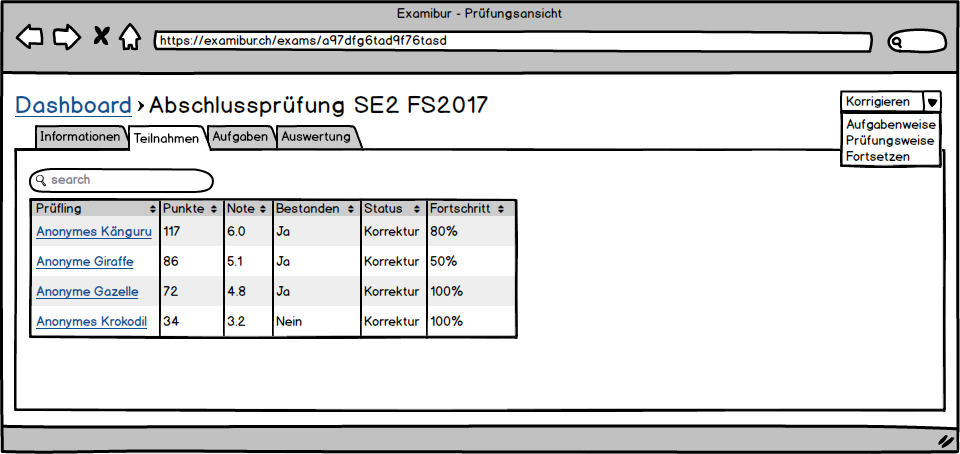 Examibur - Prüfungsansicht
https://examibur.ch/exams/a97dfg6tad9f76tasd
Dashboard › Abschlussprüfung SE2 FS2017
Korrigieren
Aufgabenweise
Prüfungsweise
Fortsetzen
Informationen Teilnahmen Aufgaben Auswertung
search
Prüfling Punkte Note Bestanden Status Fortschritt
Anonymes Känguru 117 6.0 Ja Korrektur 80%
Anonyme Giraffe 86 5.1 Ja Korrektur 50%
Anonyme Gazelle 72 4.8 Ja Korrektur 100%
Anonymes Krokodil 34 3.2 Nein Korrektur 100%